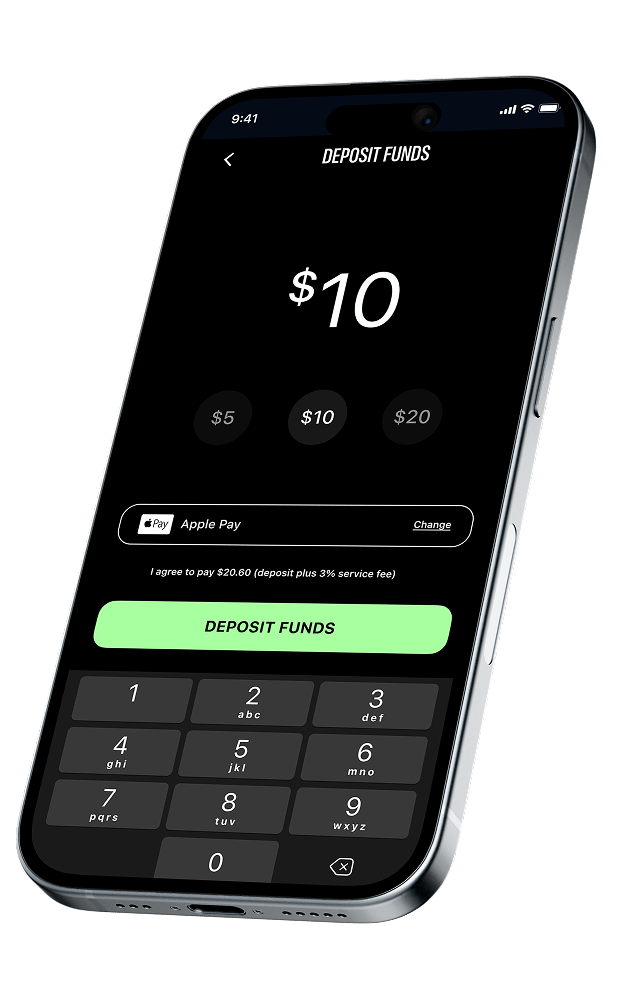 9:41
DEPOSIT FUNDS
$10
$5 $10 $20
Pay Apple Pay Change
I agree to pay $20.60 (deposit plus 3% service fee)
DEPOSIT FUNDS
1 2 3
abc def
4 5 6
ghi jkl mno
7 8 9
pqrs tuv wxyz
0